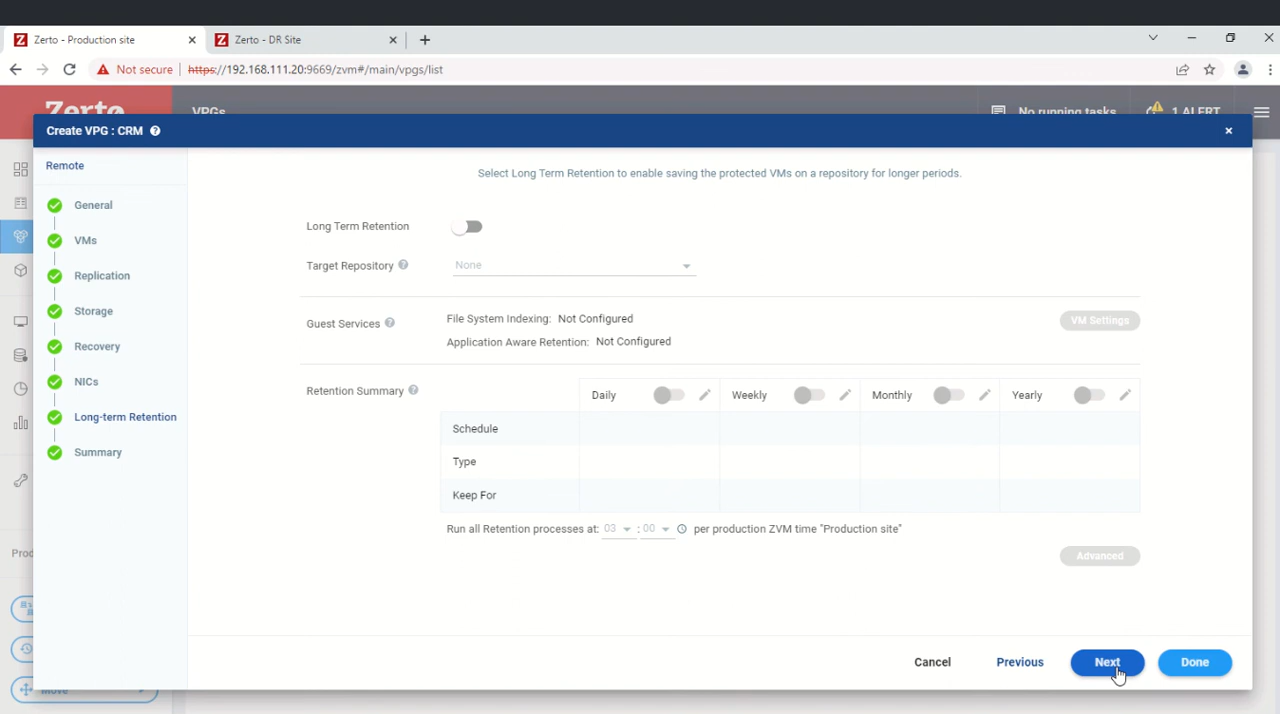 Zerto - Production site
Zerto - DR Site
Not secure
https://192.168.111.20:9669/zvm#/main/vpgs/list
Zerto
VPGs
No running tasks
1 ALERT
Create VPG : CRM
Remote
General
VMs
Replication
Storage
Recovery
NICs
Long-term Retention
Summary
Select Long Term Retention to enable saving the protected VMs on a repository for longer periods.
Long Term Retention
Target Repository
None
Guest Services
File System Indexing: Not Configured
Application Aware Retention: Not Configured
VM Settings
Retention Summary
Daily
Weekly
Monthly
Yearly
Schedule
Type
Keep For
Run all Retention processes at: 03 : 00 per production ZVM time "Production site"
Advanced
Prod
Move
Cancel
Previous
Next
Done